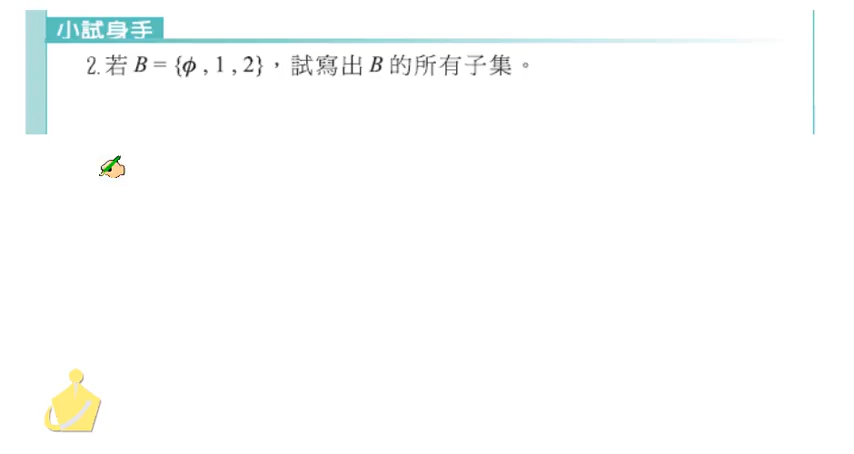 小試身手
2.若 B = {ϕ , 1 , 2}，試寫出 B 的所有子集。